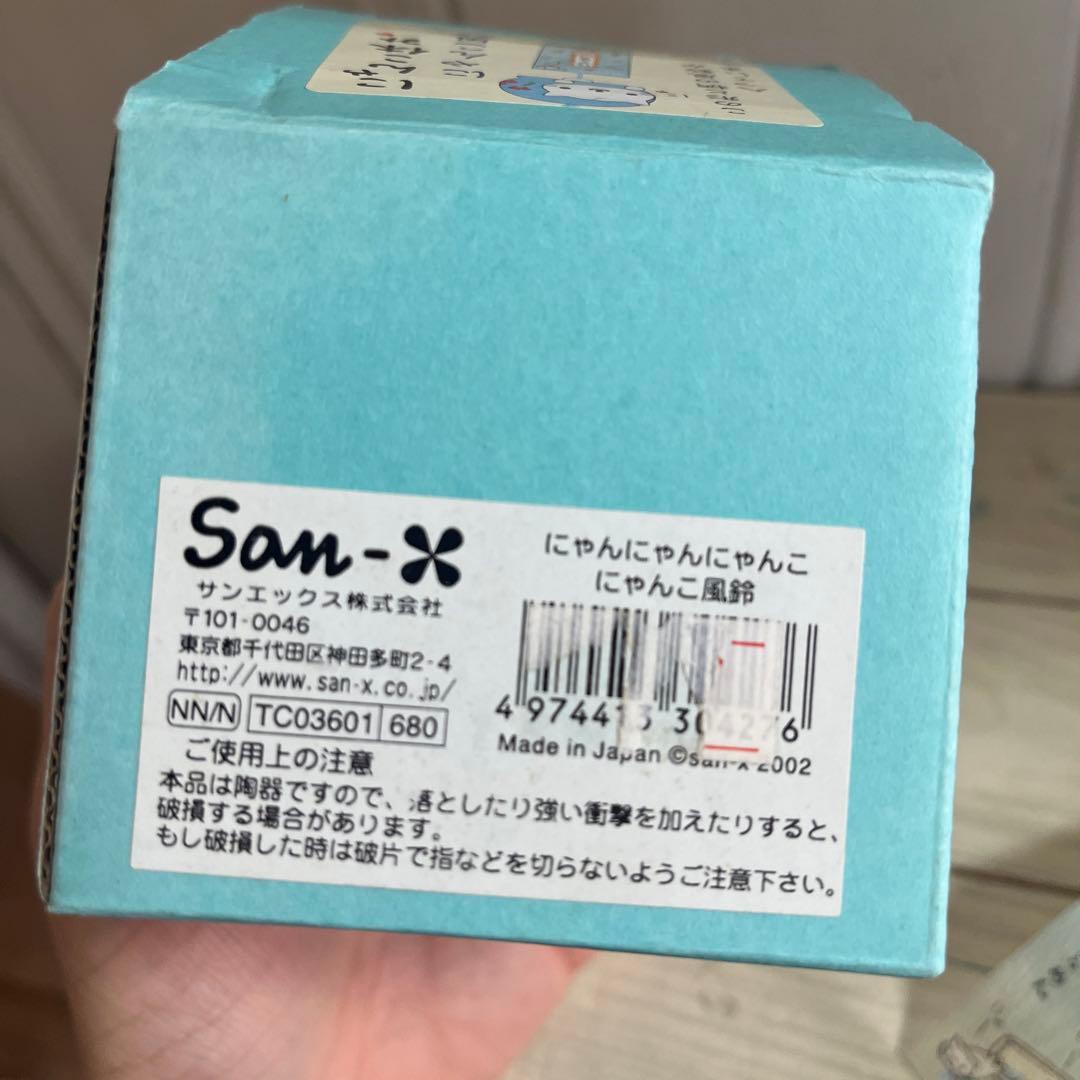 San-X
サンエックス株式会社
〒101-0046
東京都千代田区神田多町2-4
http://www.san-x.co.jp/
NN/N TC03601 680
にゃんにゃんにゃんこ
にゃんこ風鈴
4 974413 304276
Made in Japan ©san-x 2002
ご使用上の注意
本品は陶器ですので、落としたり強い衝撃を加えたりすると、
破損する場合があります。
もし破損した時は破片で指などを切らないようご注意下さい。